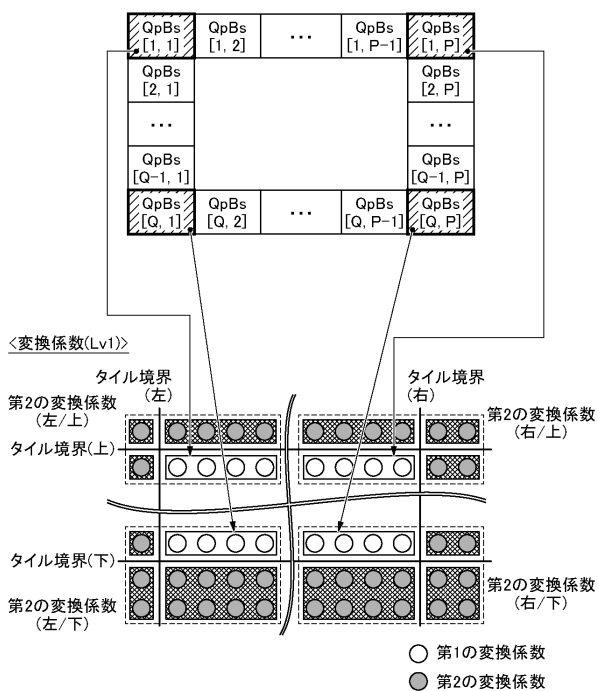 QpBs QpBs ・・・ QpBs QpBs
[1, 1] [1, 2] [1, P−1] [1, P]
QpBs QpBs
[2, 1] [2, P]
・・・ ・・・
QpBs QpBs
[Q−1, 1] [Q−1, P]
QpBs QpBs ・・・ QpBs QpBs
[Q, 1] [Q, 2] [Q, P−1] [Q, P]
<変換係数(Lv1)>
タイル境界
(左)
タイル境界
(右)
第2の変換係数
(左/上)
第2の変換係数
(右/上)
タイル境界(上)
タイル境界(下)
第2の変換係数
(左/下)
第2の変換係数
(右/下)
第1の変換係数
第2の変換係数